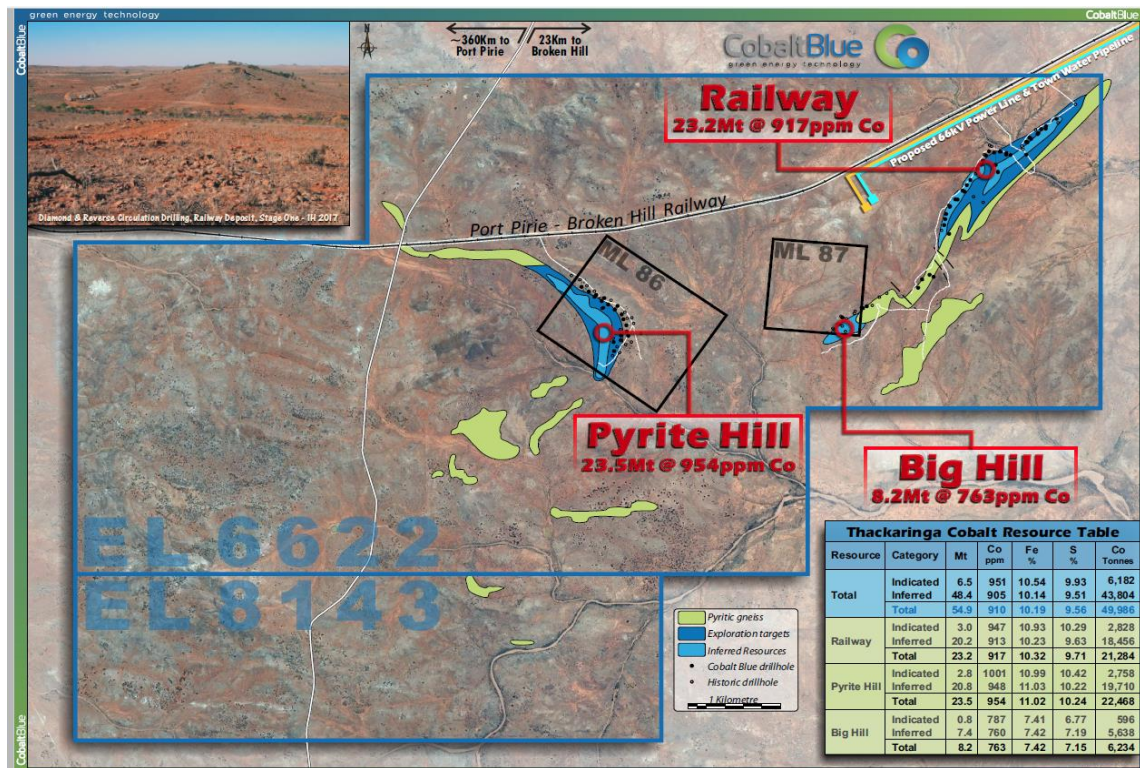 green energy technology
CobaltBlue
CobaltBlue
CobaltBlue
~360Km to
Port Pirie
23Km to
Broken Hill
CobaltBlue
green energy technology
Diamond & Reverse Circulation Drilling, Railway Deposit, Stage One - 1H 2017
Railway
23.2Mt @ 917ppm Co
Proposed 66kV Power Line & Town Water Pipeline
Port Pirie - Broken Hill Railway
ML 86
ML 87
Pyrite Hill
23.5Mt @ 954ppm Co
Big Hill
8.2Mt @ 763ppm Co
EL 6622
EL 8143
Pyritic gneiss
Exploration targets
Inferred Resources
Cobalt Blue drillhole
Historic drillhole
1 Kilometre
Thackaringa Cobalt Resource Table
Resource Category Mt Co ppm Fe % S % Co Tonnes
Total Indicated 6.5 951 10.54 9.93 6,182
Inferred 48.4 905 10.14 9.51 43,804
Total 54.9 910 10.19 9.56 49,986
Railway Indicated 3.0 947 10.93 10.29 2,828
Inferred 20.2 913 10.23 9.63 18,456
Total 23.2 917 10.32 9.71 21,284
Pyrite Hill Indicated 2.8 1001 10.99 10.42 2,758
Inferred 20.8 948 11.03 10.22 19,710
Total 23.5 954 11.02 10.24 22,468
Big Hill Indicated 0.8 787 7.41 6.77 596
Inferred 7.4 760 7.42 7.19 5,638
Total 8.2 763 7.42 7.15 6,234
CobaltBlue